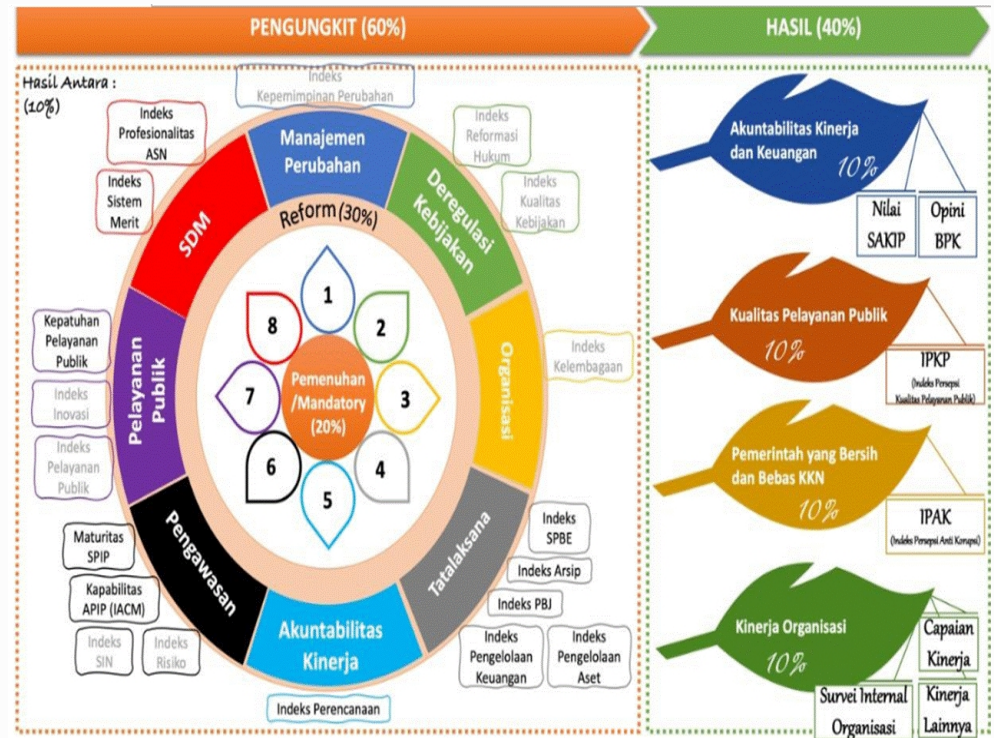 PENGUNGKIT (60%)
HASIL (40%)
Hasil Antara :
(10%)
Indeks
Kepemimpinan Perubahan
Indeks
Profesionalitas
ASN
Indeks
Sistem
Merit
Indeks
Reformasi
Hukum
Indeks
Kualitas
Kebijakan
Manajemen
Perubahan
Deregulasi
Kebijakan
SDM
Reform (30%)
Organisasi
Indeks
Kelembagaan
Pelayanan
Publik
Kepatuhan
Pelayanan
Publik
Indeks
Inovasi
Indeks
Pelayanan
Publik
1
2
3
4
5
6
7
8
Pemenuhan
/Mandatory
(20%)
Pengawasan
Maturitas
SPIP
Kapabilitas
APIP (IACM)
Indeks
SIN
Indeks
Risiko
Akuntabilitas
Kinerja
Indeks Perencanaan
Tatalaksana
Indeks
SPBE
Indeks Arsip
Indeks PBJ
Indeks
Pengelolaan
Keuangan
Indeks
Pengelolaan
Aset
Akuntabilitas Kinerja
dan Keuangan
10%
Nilai
SAKIP
Opini
BPK
Kualitas Pelayanan Publik
10%
IPKP
(Indeks Persepsi
Kualitas Pelayanan Publik)
Pemerintah yang Bersih
dan Bebas KKN
10%
IPAK
(Indeks Persepsi Anti Korupsi)
Kinerja Organisasi
10%
Capaian
Kinerja
Survei Internal
Organisasi
Kinerja
Lainnya